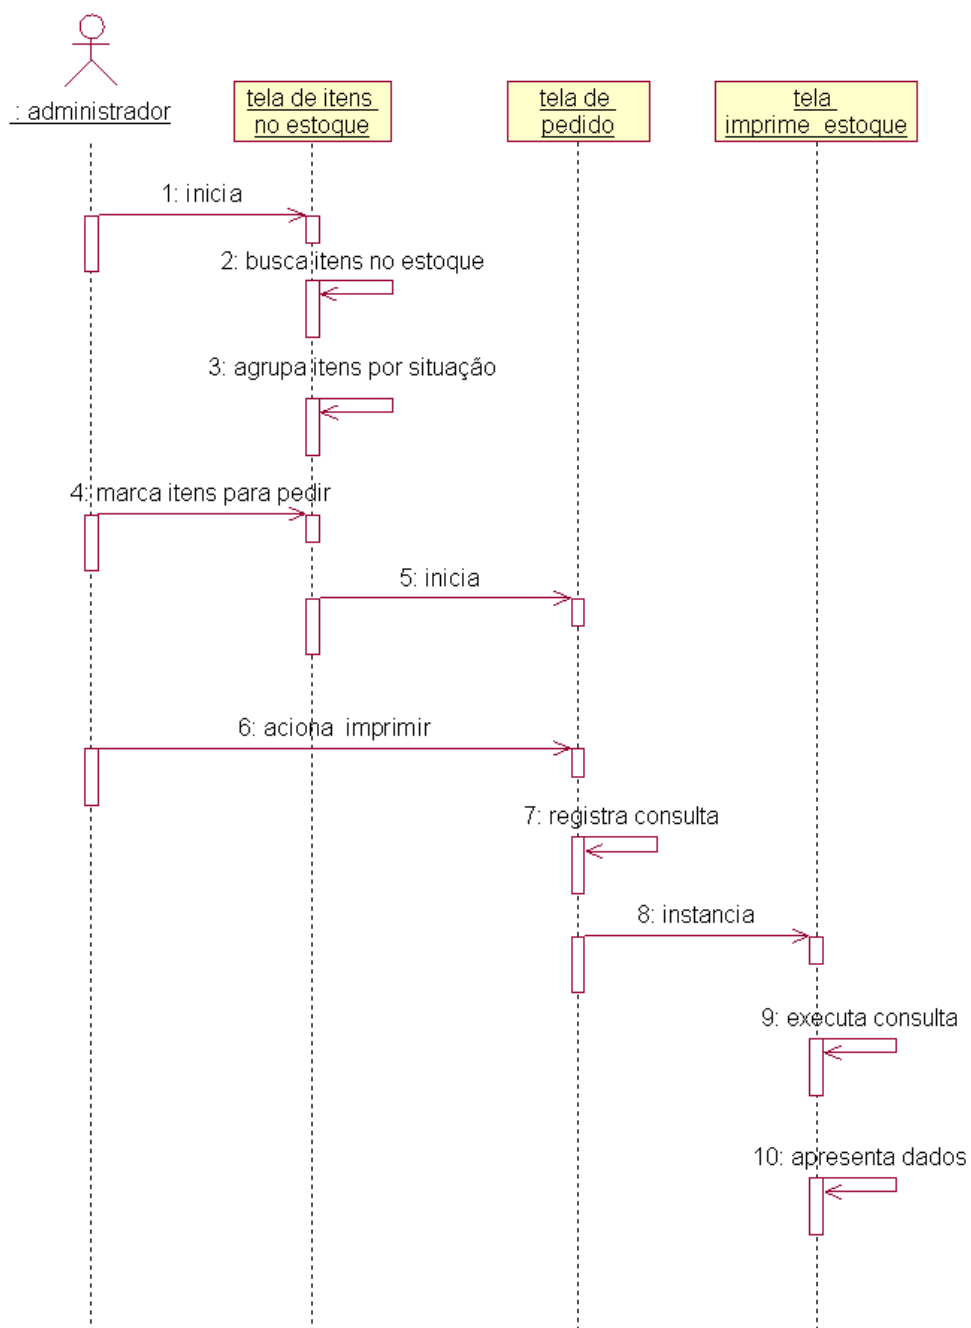 : administrador
tela de itens
no estoque
tela de
pedido
tela
imprime estoque
1: inicia
2: busca itens no estoque
3: agrupa itens por situação
4: marca itens para pedir
5: inicia
6: aciona imprimir
7: registra consulta
8: instancia
9: executa consulta
10: apresenta dados